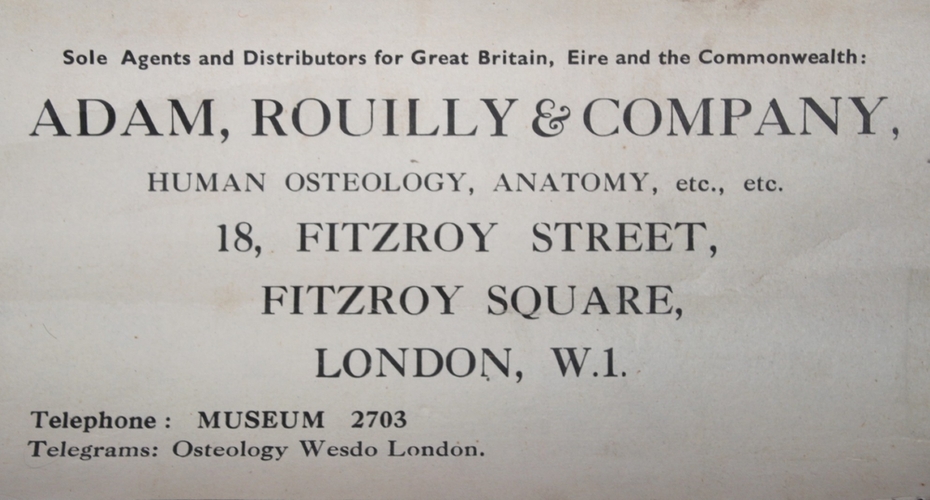 Sole Agents and Distributors for Great Britain, Eire and the Commonwealth:
ADAM, ROUILLY & COMPANY,
HUMAN OSTEOLOGY, ANATOMY, etc., etc.
18, FITZROY STREET,
FITZROY SQUARE,
LONDON, W.1.
Telephone : MUSEUM 2703
Telegrams: Osteology Wesdo London.